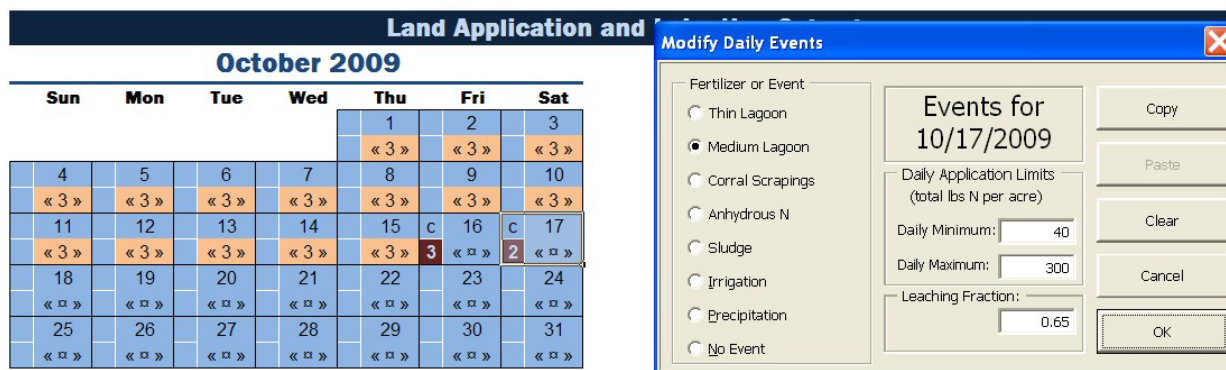 Land Application and
October 2009
Sun Mon Tue Wed Thu Fri Sat
1 2 3
« 3 » « 3 » « 3 »
4 5 6 7 8 9 10
« 3 » « 3 » « 3 » « 3 » « 3 » « 3 » « 3 »
11 12 13 14 15 c 16 c 17
« 3 » « 3 » « 3 » « 3 » « 3 » 3 « ¤ » 2 « ¤ »
18 19 20 21 22 23 24
« ¤ » « ¤ » « ¤ » « ¤ » « ¤ » « ¤ » « ¤ »
25 26 27 28 29 30 31
« ¤ » « ¤ » « ¤ » « ¤ » « ¤ » « ¤ » « ¤ »
Modify Daily Events
Fertilizer or Event
Thin Lagoon
Medium Lagoon
Corral Scrapings
Anhydrous N
Sludge
Irrigation
Precipitation
No Event
Events for
10/17/2009
Daily Application Limits
(total lbs N per acre)
Daily Minimum: 40
Daily Maximum: 300
Leaching Fraction:
0.65
Copy
Paste
Clear
Cancel
OK